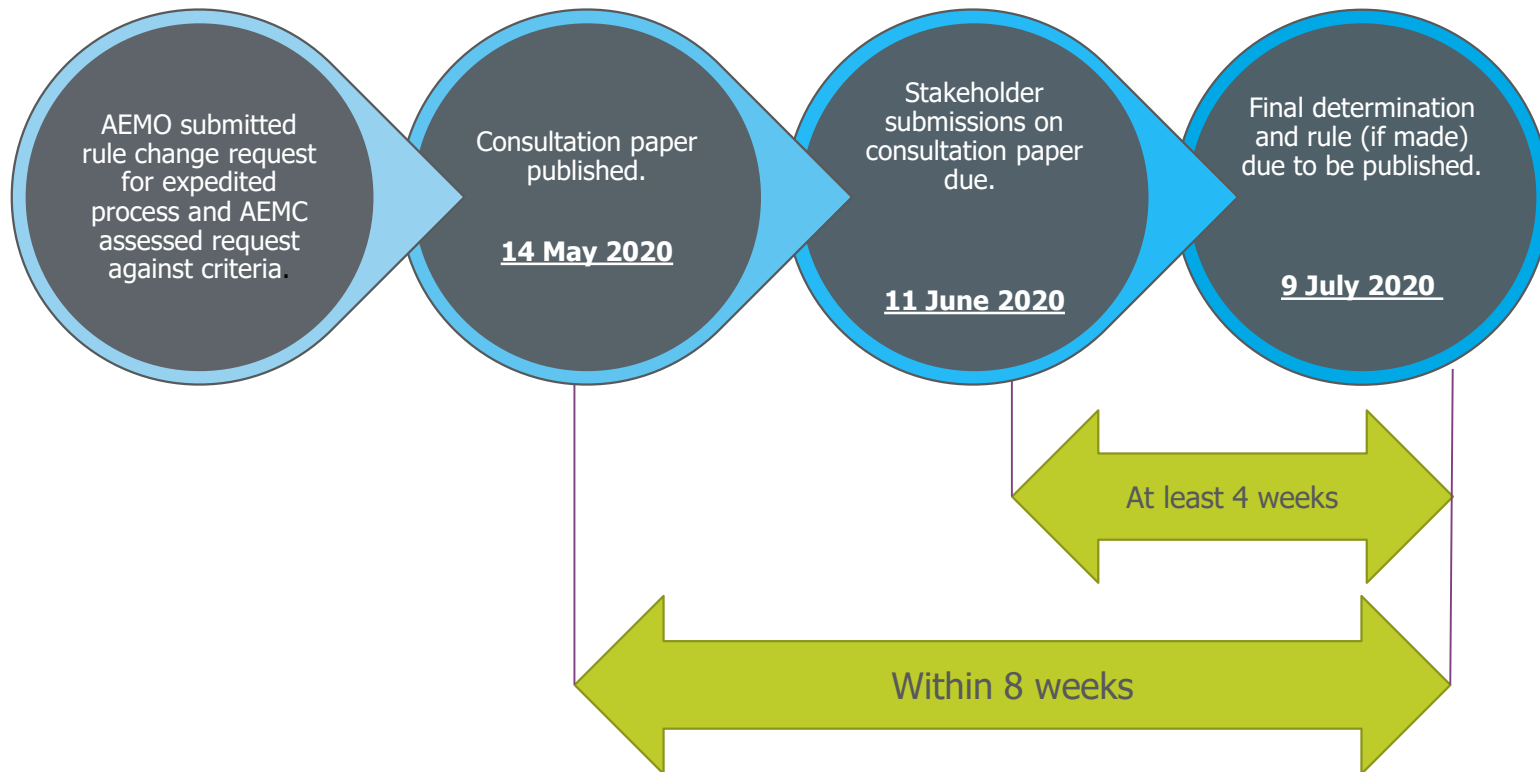 AEMO submitted
rule change request
for expedited
process and AEMC
assessed request
against criteria.
Consultation paper
published.
14 May 2020
Stakeholder
submissions on
consultation paper
due.
11 June 2020
Final determination
and rule (if made)
due to be published.
9 July 2020
At least 4 weeks
Within 8 weeks